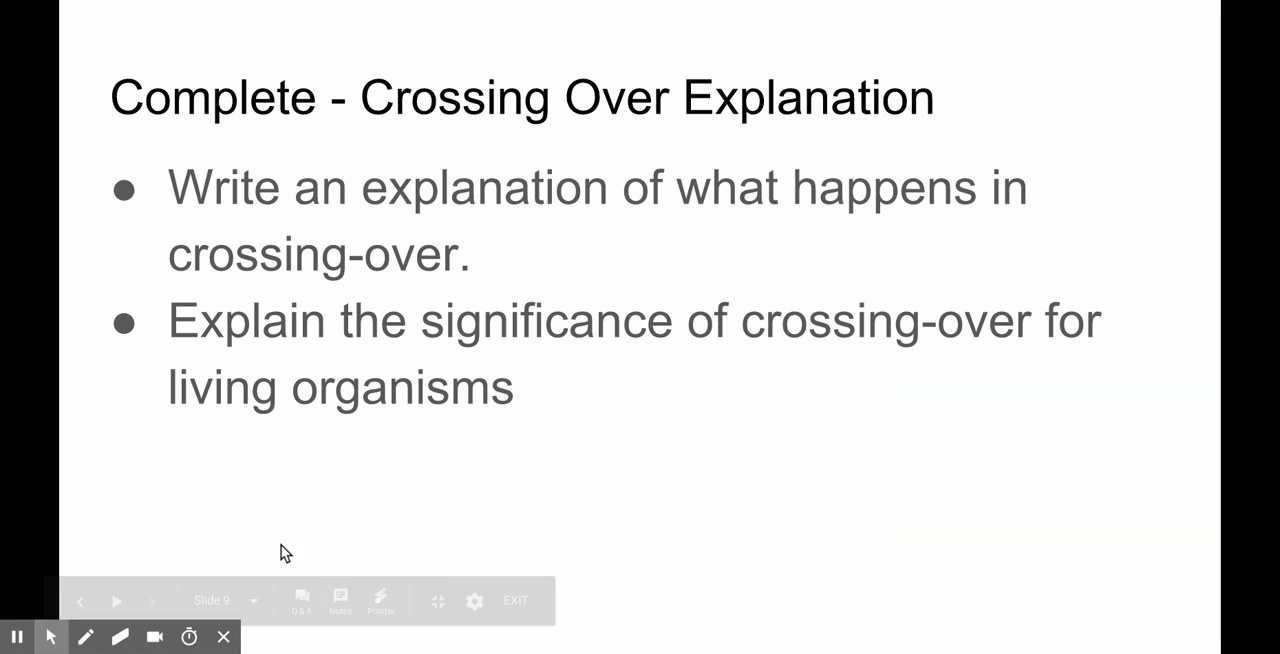 Complete - Crossing Over Explanation
● Write an explanation of what happens in
crossing-over.
● Explain the significance of crossing-over for
living organisms
Slide 9
Q & A Notes Pointer
EXIT